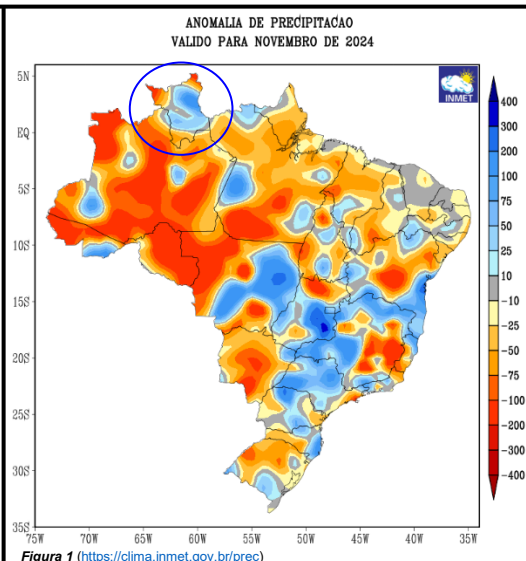 ANOMALIA DE PRECIPITACAO
VALIDO PARA NOVEMBRO DE 2024
INMET
5N
EQ
5S
10S
15S
20S
25S
30S
35S
75W 70W 65W 60W 55W 50W 45W 40W 35W
400
300
200
100
75
50
25
10
-10
-25
-50
-75
-100
-200
-300
-400
Figura 1 (https://clima.inmet.gov.br/prec)